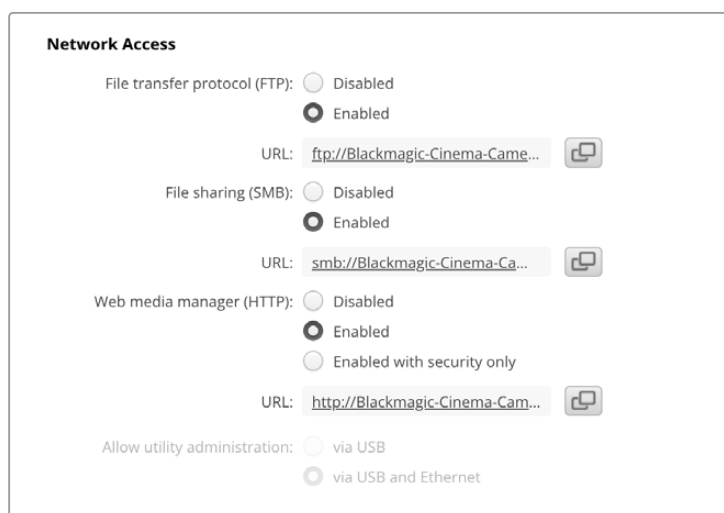 Network Access
File transfer protocol (FTP): Disabled
Enabled
URL: ftp://Blackmagic-Cinema-Came...
File sharing (SMB): Disabled
Enabled
URL: smb://Blackmagic-Cinema-Ca...
Web media manager (HTTP): Disabled
Enabled
Enabled with security only
URL: http://Blackmagic-Cinema-Cam...
Allow utility administration: via USB
via USB and Ethernet